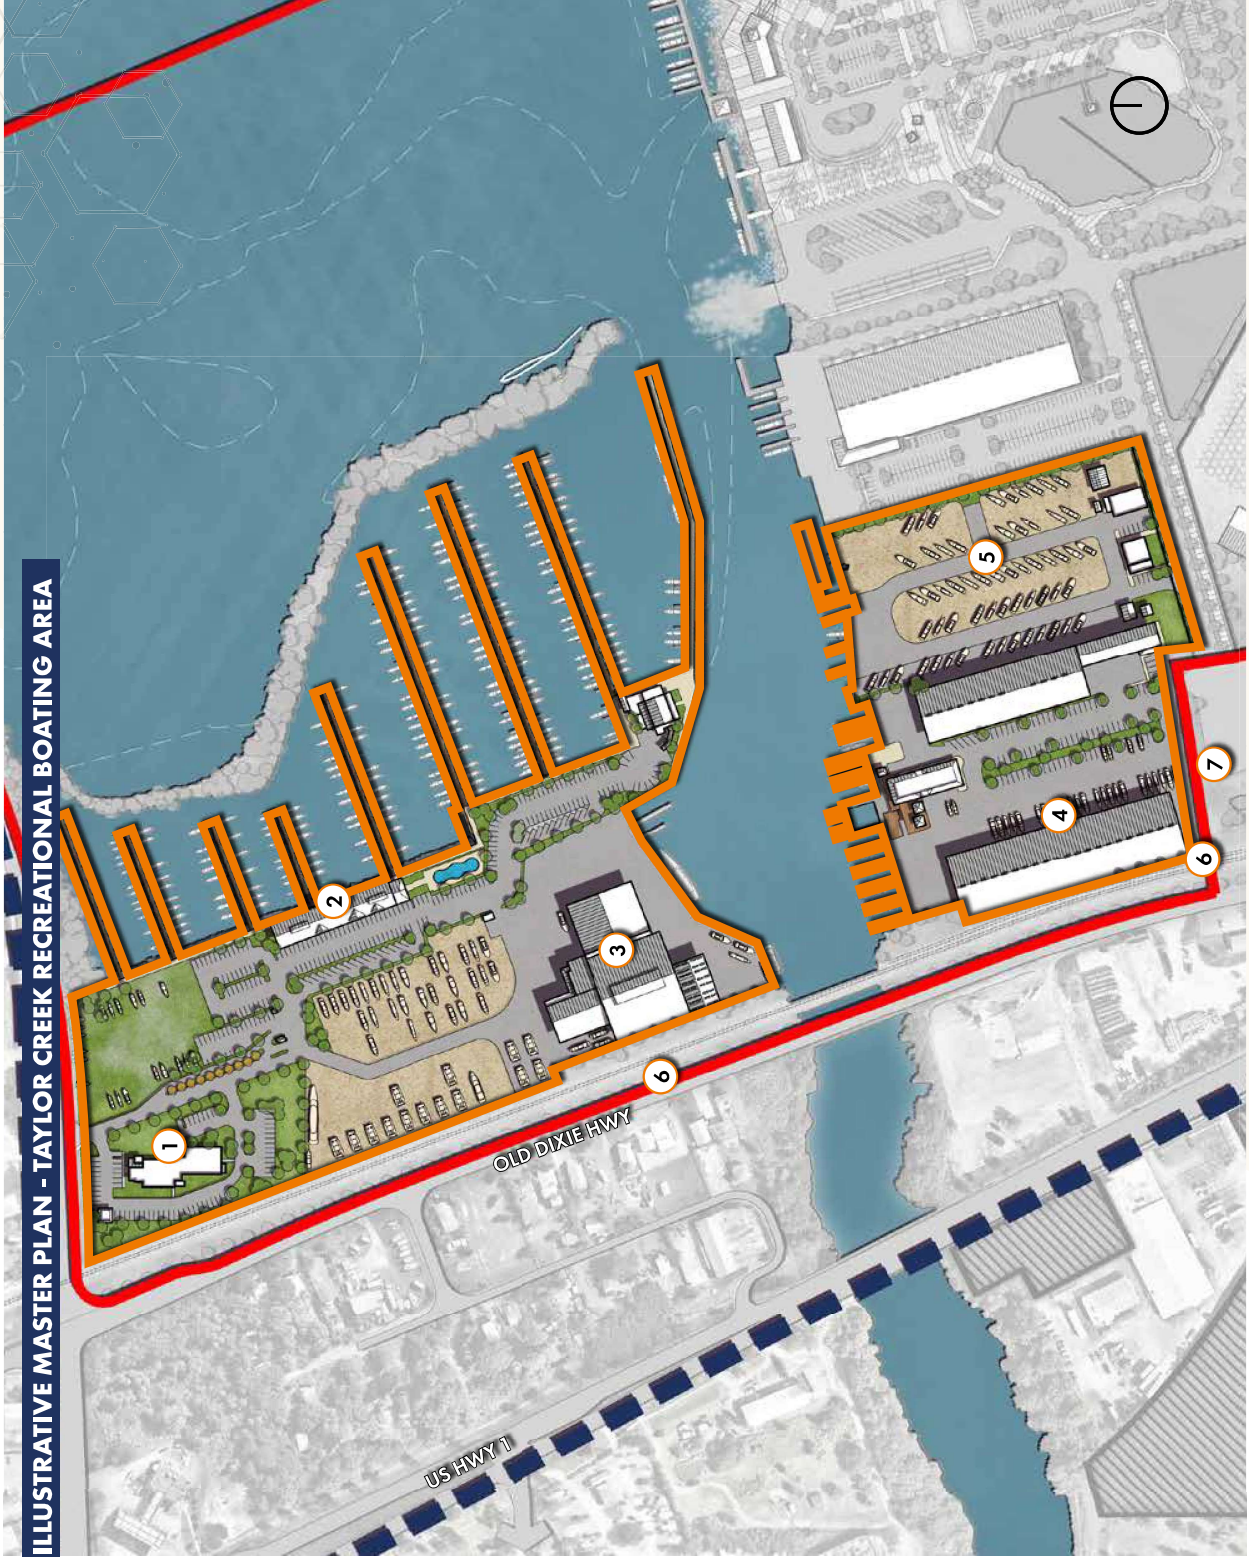 ILLUSTRATIVE MASTER PLAN - TAYLOR CREEK RECREATIONAL BOATING AREA
1
2
3
4
5
6
6
7
OLD DIXIE HWY
US HWY 1